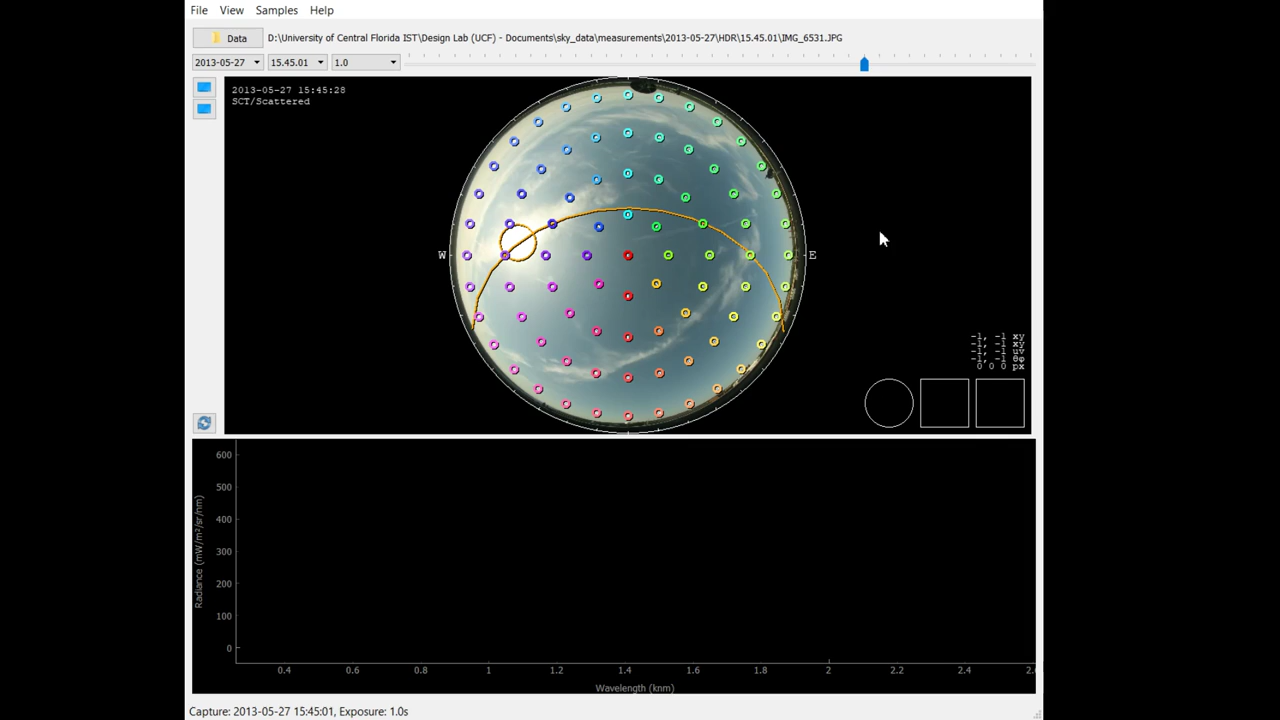 File View Samples Help
Data D:\University of Central Florida IST\Design Lab (UCF) - Documents\sky_data\measurements\2013-05-27\HDR\15.45.01\IMG_6531.JPG
2013-05-27 15.45.01 1.0
2013-05-27 15:45:28
SCT/Scattered
W E
-1, -1 xy
-1, -1 xy
-1, -1 uv
-1, -1 θφ
0 0 0 px
600
500
400
300
200
100
0
Radiance (mW/m²/sr/nm)
0.4 0.6 0.8 1 1.2 1.4 1.6 1.8 2 2.2 2.4 2.
Wavelength (knm)
Capture: 2013-05-27 15:45:01, Exposure: 1.0s